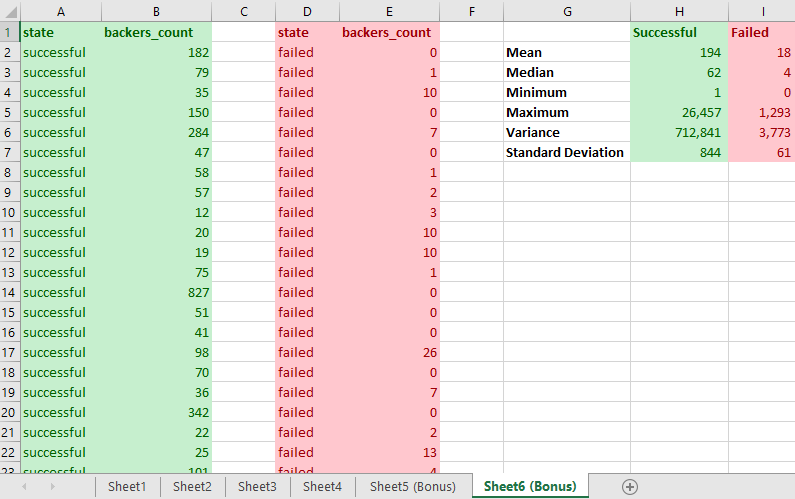 A B C D E F G H I
1 state backers_count state backers_count Successful Failed
2 successful 182 failed 0 Mean 194 18
3 successful 79 failed 1 Median 62 4
4 successful 35 failed 10 Minimum 1 0
5 successful 150 failed 0 Maximum 26,457 1,293
6 successful 284 failed 7 Variance 712,841 3,773
7 successful 47 failed 0 Standard Deviation 844 61
8 successful 58 failed 1
9 successful 57 failed 2
10 successful 12 failed 3
11 successful 20 failed 10
12 successful 19 failed 10
13 successful 75 failed 1
14 successful 827 failed 0
15 successful 51 failed 0
16 successful 41 failed 0
17 successful 98 failed 26
18 successful 70 failed 0
19 successful 36 failed 7
20 successful 342 failed 0
21 successful 22 failed 2
22 successful 25 failed 13
23 successful 101 failed 4
Sheet1 Sheet2 Sheet3 Sheet4 Sheet5 (Bonus) Sheet6 (Bonus)